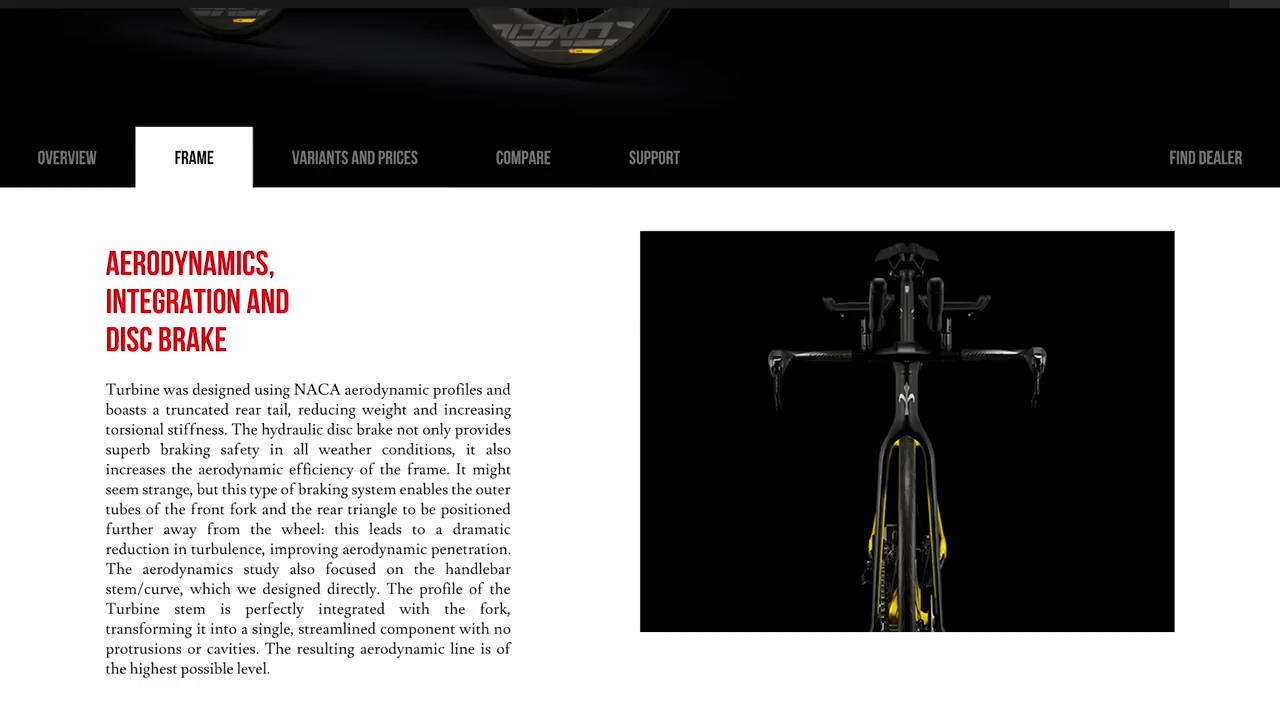 OVERVIEW
FRAME
VARIANTS AND PRICES
COMPARE
SUPPORT
FIND DEALER
AERODYNAMICS,
INTEGRATION AND
DISC BRAKE
Turbine was designed using NACA aerodynamic profiles and
boasts a truncated rear tail, reducing weight and increasing
torsional stiffness. The hydraulic disc brake not only provides
superb braking safety in all weather conditions, it also
increases the aerodynamic efficiency of the frame. It might
seem strange, but this type of braking system enables the outer
tubes of the front fork and the rear triangle to be positioned
further away from the wheel: this leads to a dramatic
reduction in turbulence, improving aerodynamic penetration.
The aerodynamics study also focused on the handlebar
stem/curve, which we designed directly. The profile of the
Turbine stem is perfectly integrated with the fork,
transforming it into a single, streamlined component with no
protrusions or cavities. The resulting aerodynamic line is of
the highest possible level.